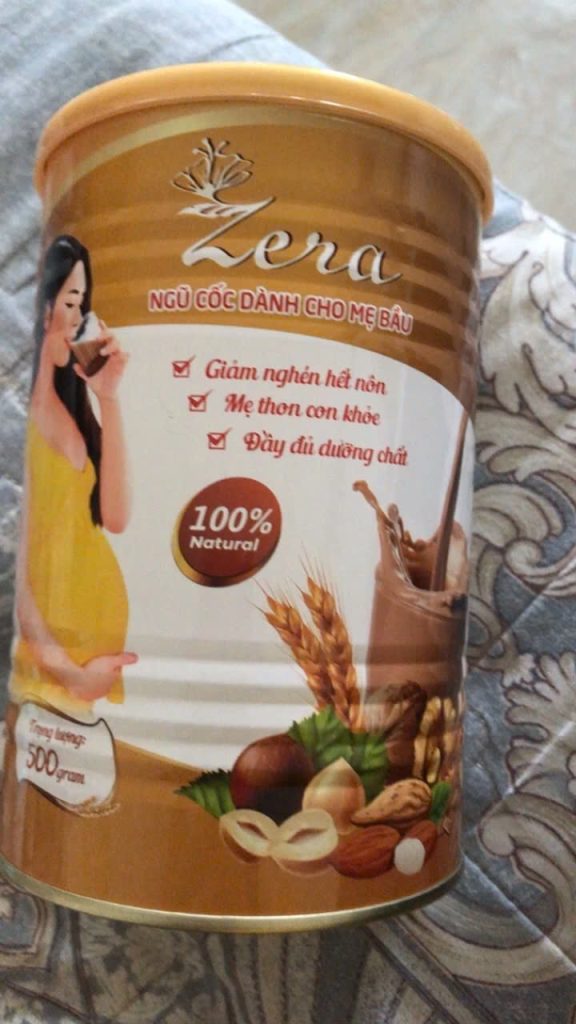 Zera
NGŨ CỐC DÀNH CHO MẸ BẦU
Giảm nghén hết nôn
Mẹ thon con khỏe
Đầy đủ dưỡng chất
100%
Natural
Trọng lượng:
500gram